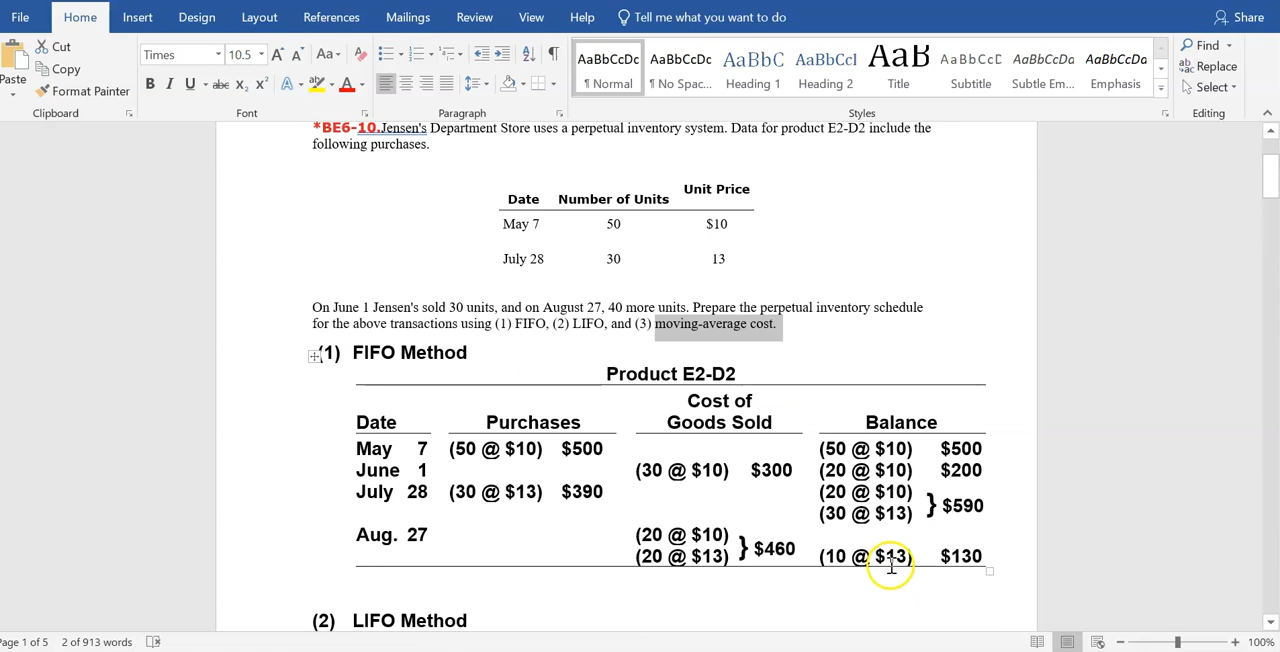 File Home Insert Design Layout References Mailings Review View Help Tell me what you want to do Share
Cut
Copy
Format Painter
Paste
Clipboard
Times 10.5 Aa
B I U abc X₂ X² A A
Font
Paragraph
AaBbCcDc AaBbCcDc AaBbC AaBbCcl AaB AaBbCcD AaBbCcDa AaBbCcDa
¶ Normal ¶ No Spac... Heading 1 Heading 2 Title Subtitle Subtle Em... Emphasis
Styles
Find
Replace
Select
Editing
*BE6-10.Jensen's Department Store uses a perpetual inventory system. Data for product E2-D2 include the
following purchases.
Date Number of Units Unit Price
May 7 50 $10
July 28 30 13
On June 1 Jensen's sold 30 units, and on August 27, 40 more units. Prepare the perpetual inventory schedule
for the above transactions using (1) FIFO, (2) LIFO, and (3) moving-average cost.
(1) FIFO Method
Product E2-D2
Cost of
Date Purchases Goods Sold Balance
May 7 (50 @ $10) $500 (50 @ $10) $500
June 1 (30 @ $10) $300 (20 @ $10) $200
July 28 (30 @ $13) $390 (20 @ $10)
(30 @ $13) } $590
Aug. 27 (20 @ $10)
(20 @ $13) } $460 (10 @ $13) $130
(2) LIFO Method
Page 1 of 5 2 of 913 words 100%